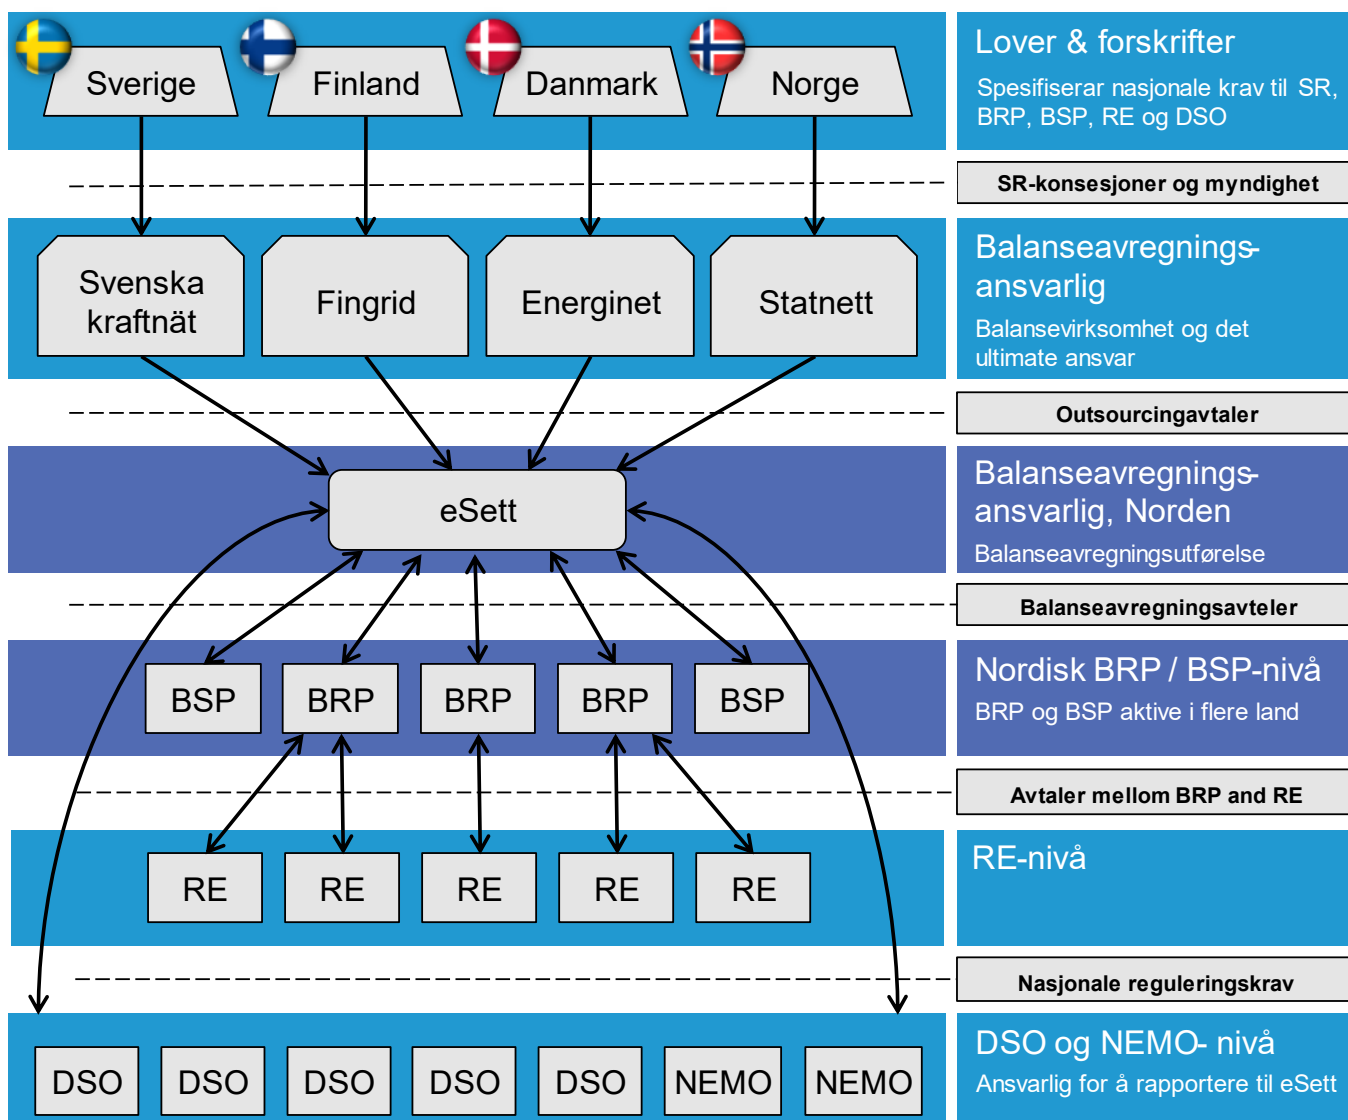 Sverige
Finland
Danmark
Norge
Lover & forskrifter
Spesifiserar nasjonale krav til SR,
BRP, BSP, RE og DSO
SR-konsesjoner og myndighet
Svenska
kraftnät
Fingrid
Energinet
Statnett
Balanseavregnings-
ansvarlig
Balansevirksomhet og det
ultimate ansvar
Outsourcingavtaler
eSett
Balanseavregnings-
ansvarlig, Norden
Balanseavregningsutførelse
Balanseavregningsavteler
BSP
BRP
BRP
BRP
BSP
Nordisk BRP / BSP-nivå
BRP og BSP aktive i flere land
Avtaler mellom BRP and RE
RE
RE
RE
RE
RE
RE-nivå
Nasjonale reguleringskrav
DSO
DSO
DSO
DSO
DSO
NEMO
NEMO
DSO og NEMO- nivå
Ansvarlig for å rapportere til eSett